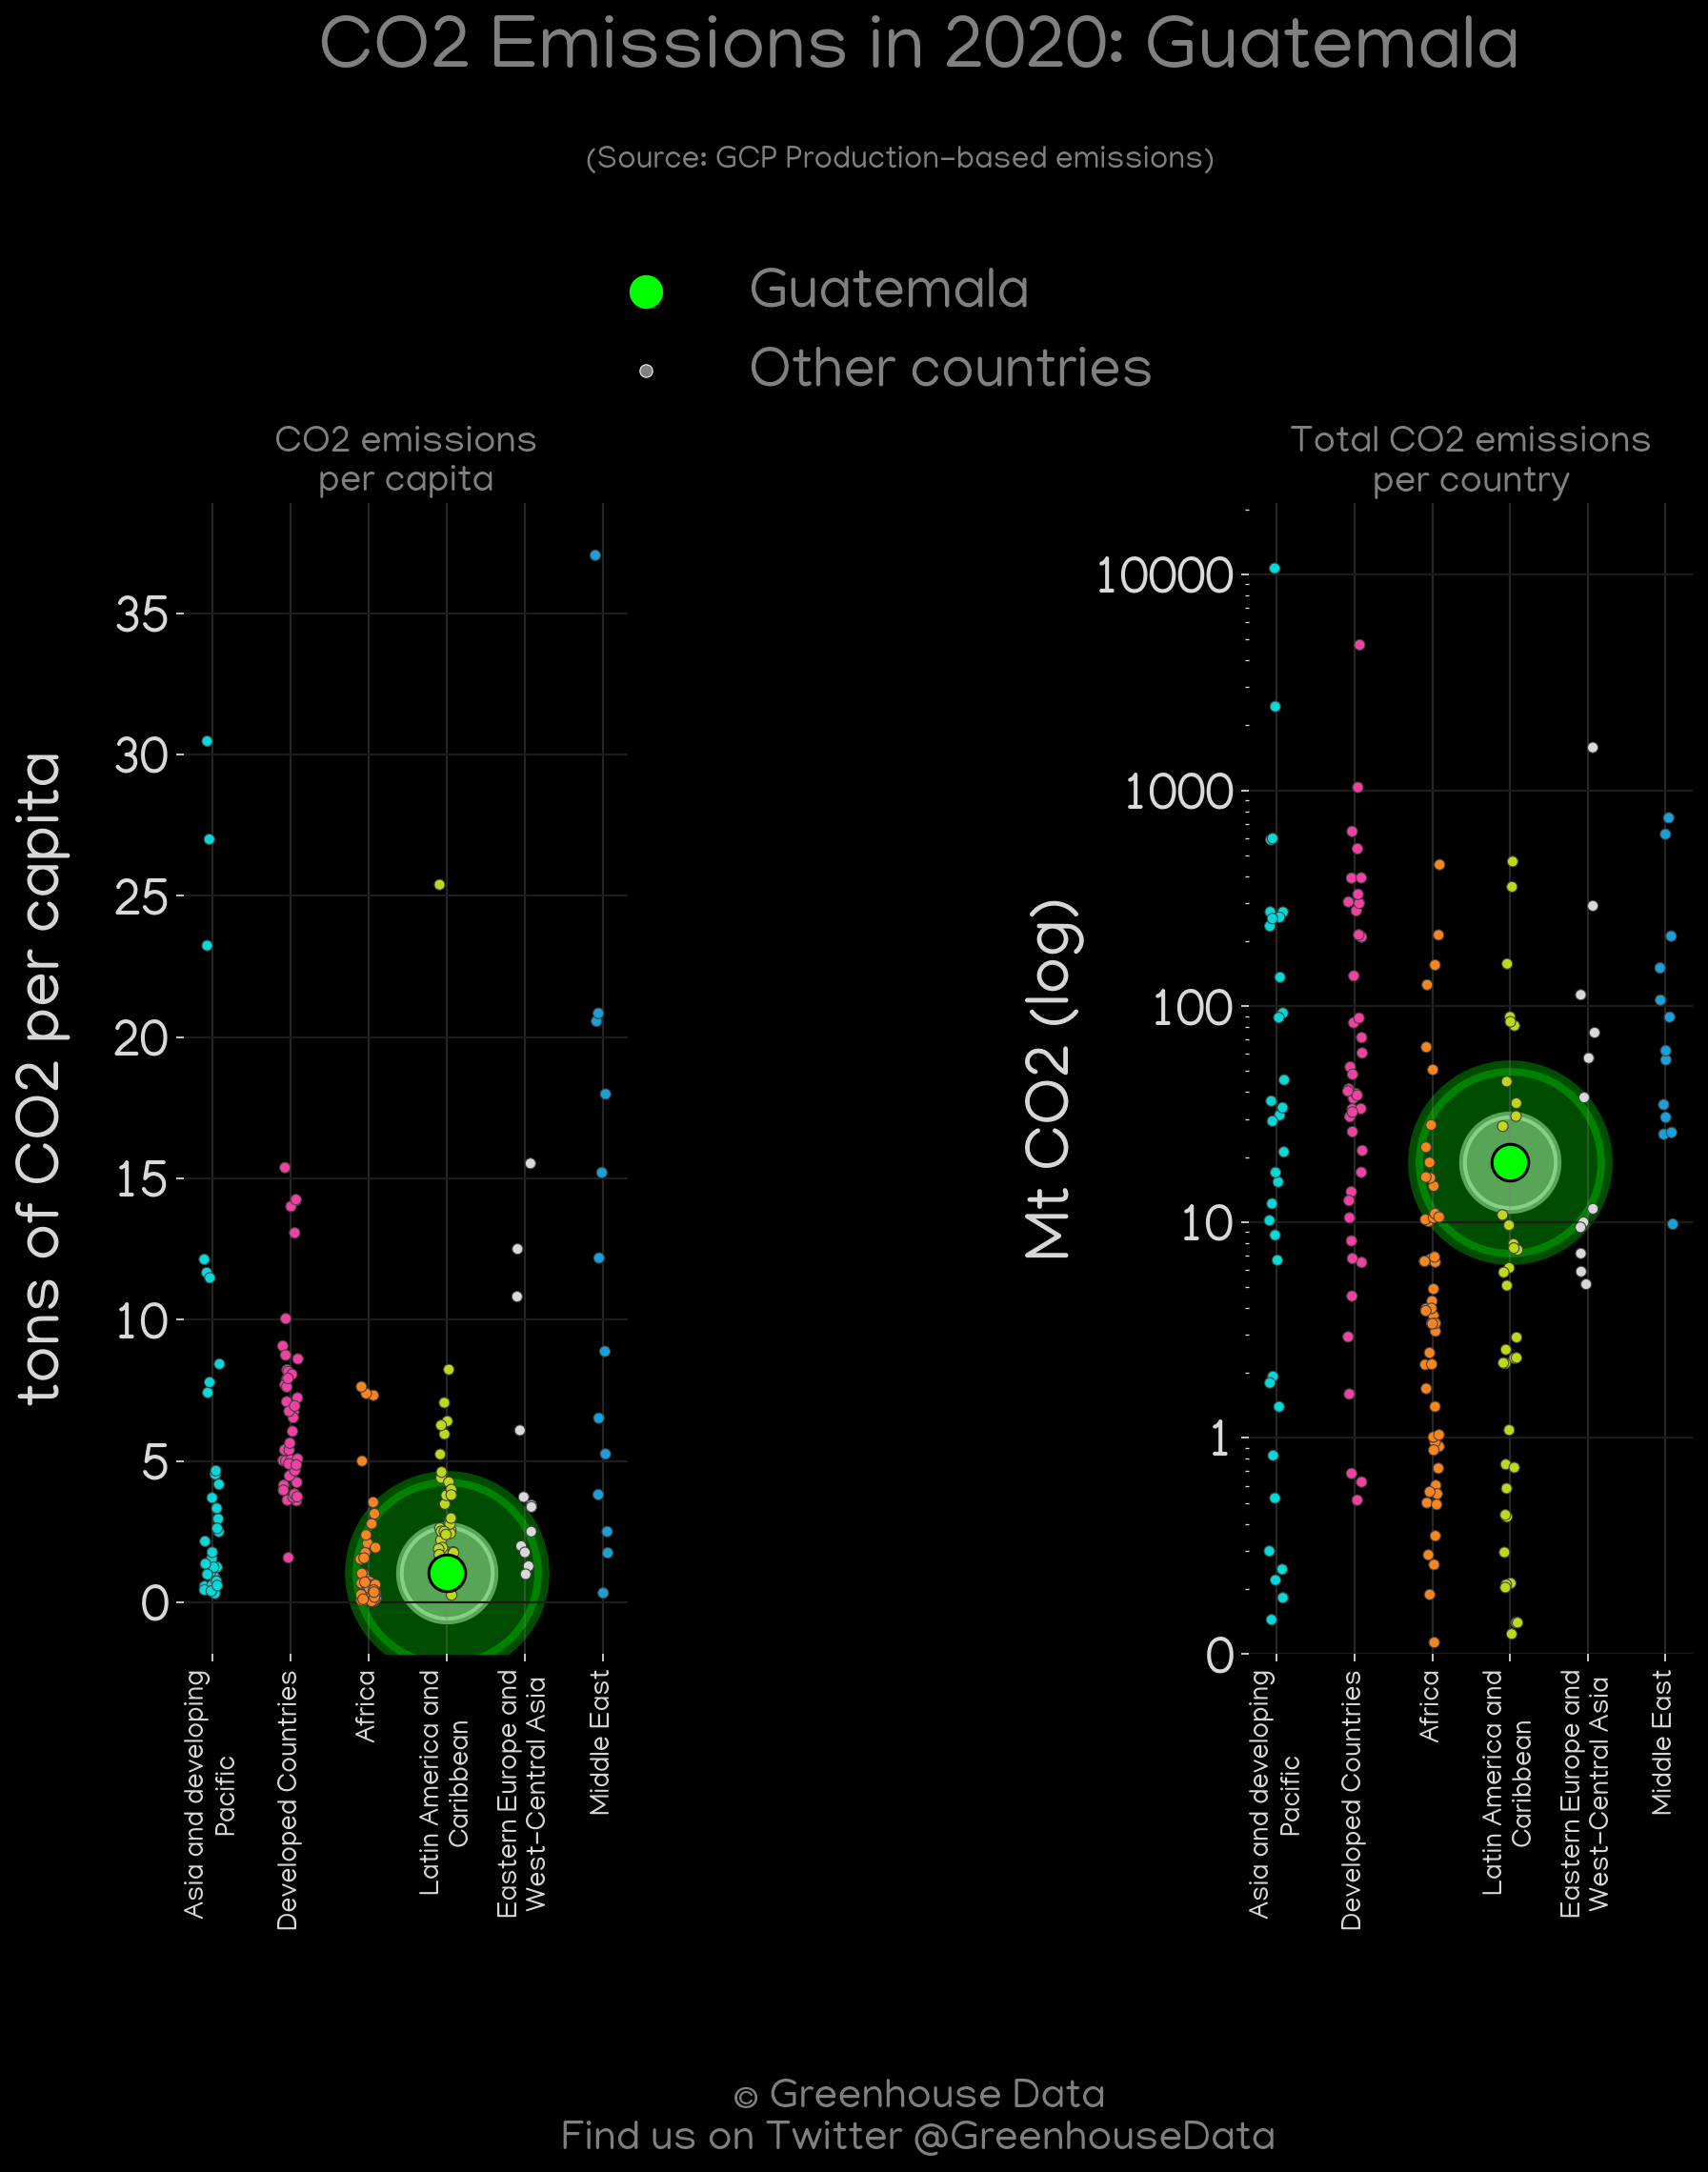 CO2 Emissions in 2020: Guatemala
(Source: GCP Production-based emissions)
Guatemala
Other countries
CO2 emissions
per capita
tons of CO2 per capita
35
30
25
20
15
10
5
0
Asia and developing
Pacific
Developed Countries
Africa
Latin America and
Caribbean
Eastern Europe and
West-Central Asia
Middle East
Total CO2 emissions
per country
Mt CO2 (log)
10000
1000
100
10
1
0
Asia and developing
Pacific
Developed Countries
Africa
Latin America and
Caribbean
Eastern Europe and
West-Central Asia
Middle East
© Greenhouse Data
Find us on Twitter @GreenhouseData